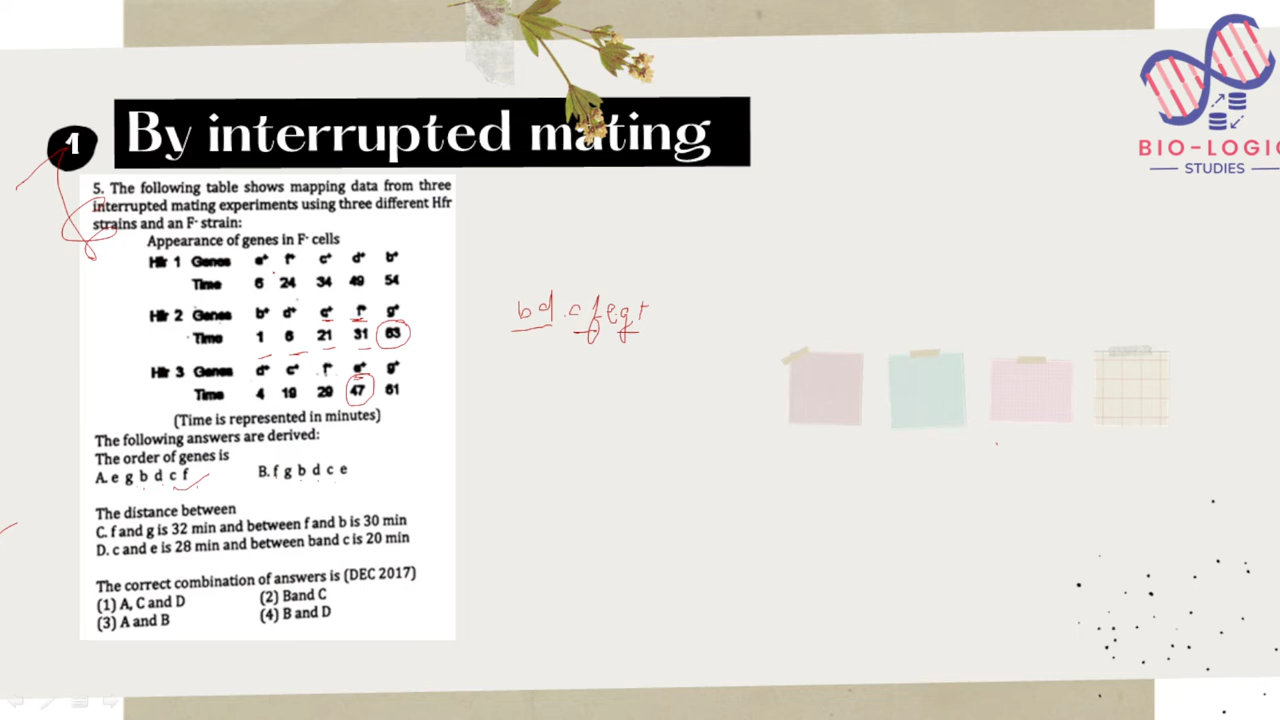 1 By interrupted mating
BIO-LOGIC
STUDIES
5. The following table shows mapping data from three
interrupted mating experiments using three different Hfr
strains and an F- strain:
Appearance of genes in F- cells
Hfr 1 Genes e+ f+ c+ d+ b+
Time 6 24 34 49 54
Hfr 2 Genes b+ d+ c+ f+ g+
Time 1 6 21 31 63
Hfr 3 Genes d+ c+ f+ e+ g+
Time 4 19 29 47 61
(Time is represented in minutes)
The following answers are derived:
The order of genes is
A. e g b d c f B. f g b d c e
The distance between
C. f and g is 32 min and between f and b is 30 min
D. c and e is 28 min and between band c is 20 min
The correct combination of answers is (DEC 2017)
(1) A, C and D (2) Band C
(3) A and B (4) B and D
b d c f e g